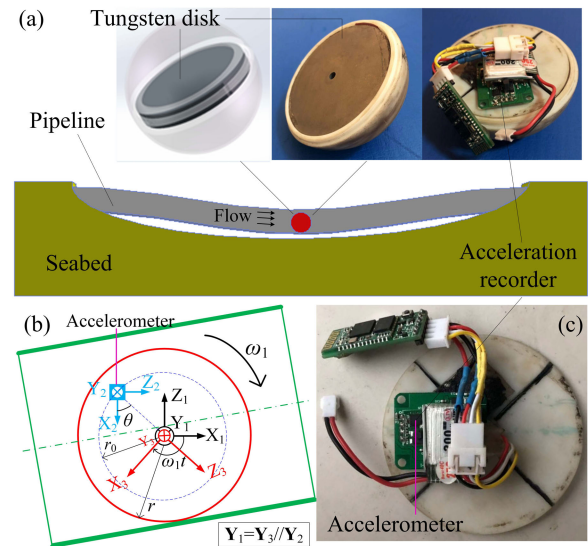 (a)
Tungsten disk
Pipeline
Flow
Seabed
Acceleration
recorder
(b)
Accelerometer
ω₁
Y₂
Z₂
X₂
θ
Z₁
Y₁
X₁
Y₃
r₀
X₃
ω₁t
Z₃
r
Y₁=Y₃//Y₂
(c)
Accelerometer